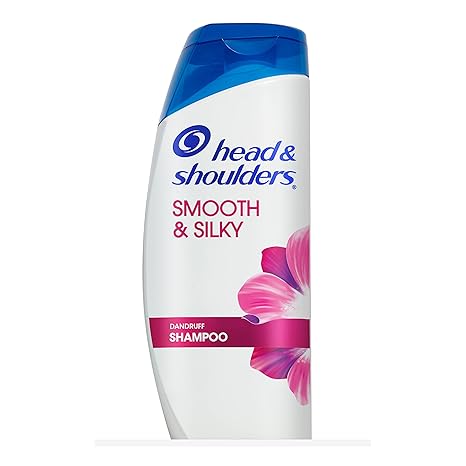 head &
shoulders®
SMOOTH
& SILKY
DANDRUFF
SHAMPOO